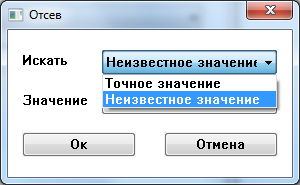 Отсев
Искать
Неизвестное значение
Точное значение
Неизвестное значение
Значение
Ок
Отмена